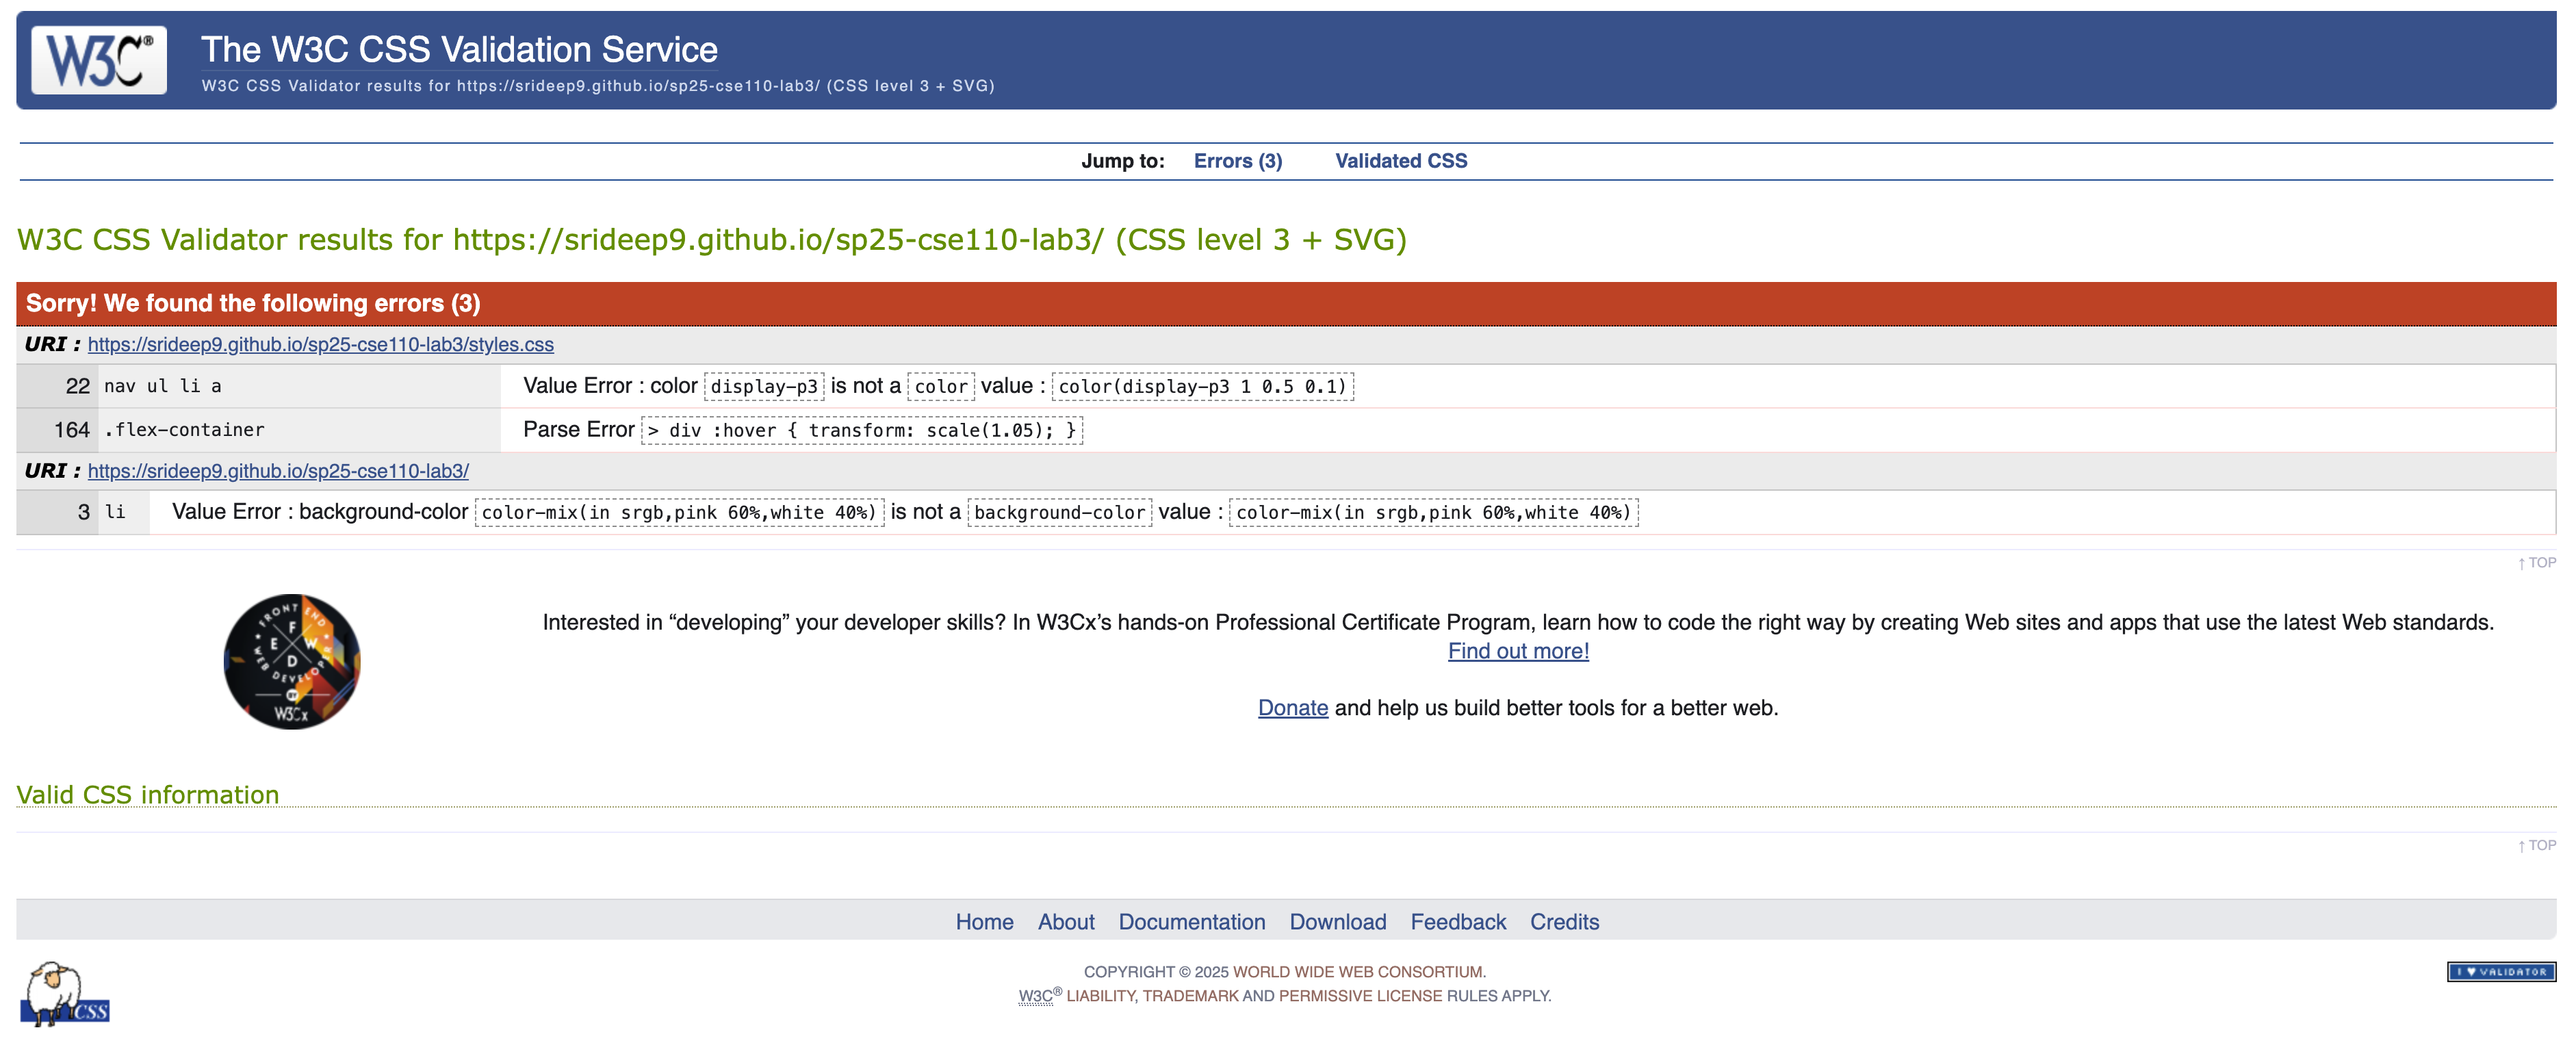 W3C®
The W3C CSS Validation Service
W3C CSS Validator results for https://srideep9.github.io/sp25-cse110-lab3/ (CSS level 3 + SVG)
Jump to: Errors (3) Validated CSS
W3C CSS Validator results for https://srideep9.github.io/sp25-cse110-lab3/ (CSS level 3 + SVG)
Sorry! We found the following errors (3)
URI : https://srideep9.github.io/sp25-cse110-lab3/styles.css
22 nav ul li a Value Error : color display-p3 is not a color value : color(display-p3 1 0.5 0.1)
164 .flex-container Parse Error > div :hover { transform: scale(1.05); }
URI : https://srideep9.github.io/sp25-cse110-lab3/
3 li Value Error : background-color color-mix(in srgb,pink 60%,white 40%) is not a background-color value : color-mix(in srgb,pink 60%,white 40%)
↑ TOP
FRONT END
WEB DEVELOPER
F
E W
D
BY
W3Cx
Interested in “developing” your developer skills? In W3Cx’s hands-on Professional Certificate Program, learn how to code the right way by creating Web sites and apps that use the latest Web standards.
Find out more!
Donate and help us build better tools for a better web.
Valid CSS information
↑ TOP
Home About Documentation Download Feedback Credits
CSS
COPYRIGHT © 2025 WORLD WIDE WEB CONSORTIUM.
W3C® LIABILITY, TRADEMARK AND PERMISSIVE LICENSE RULES APPLY.
I ♥ VALIDATOR